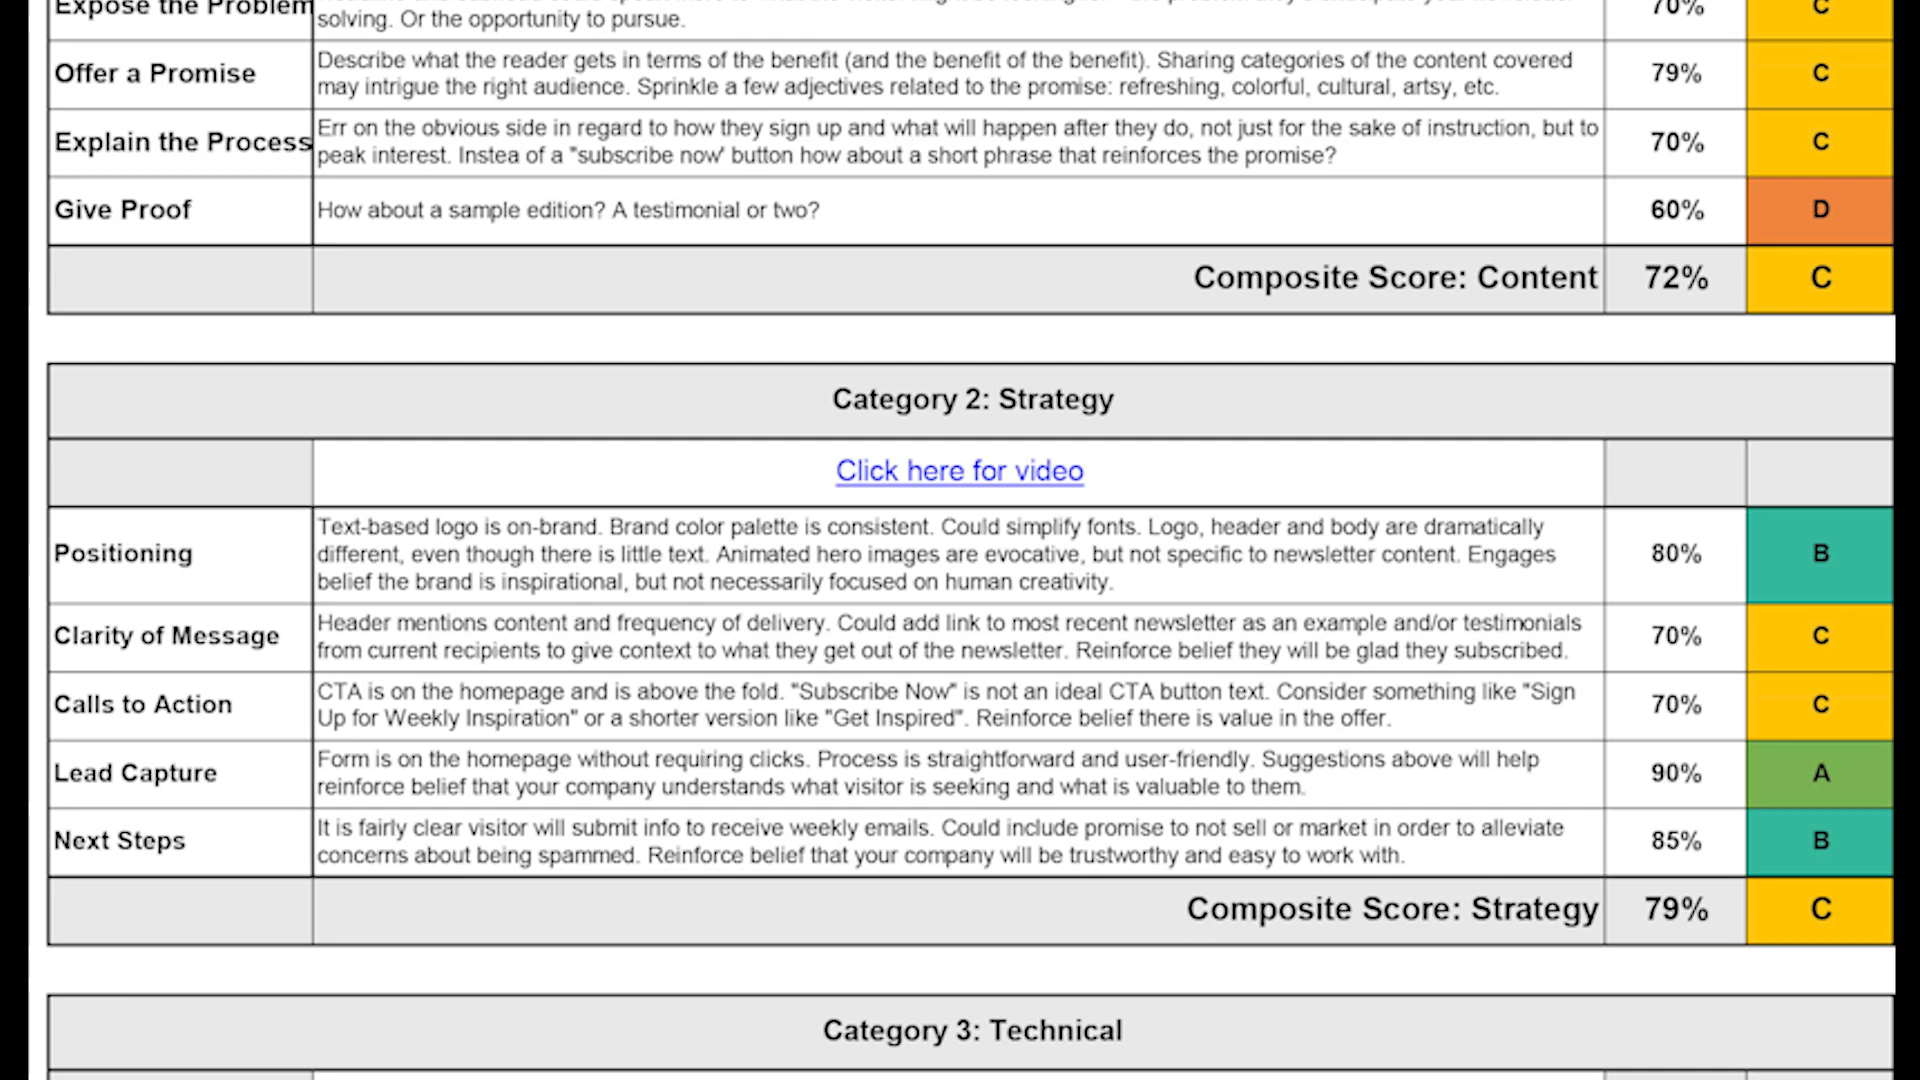 Expose the Problem
70%
C
solving. Or the opportunity to pursue.
Offer a Promise
Describe what the reader gets in terms of the benefit (and the benefit of the benefit). Sharing categories of the content covered
may intrigue the right audience. Sprinkle a few adjectives related to the promise: refreshing, colorful, cultural, artsy, etc.
79%
C
Explain the Process
Err on the obvious side in regard to how they sign up and what will happen after they do, not just for the sake of instruction, but to
peak interest. Instea of a "subscribe now' button how about a short phrase that reinforces the promise?
70%
C
Give Proof
How about a sample edition? A testimonial or two?
60%
D
Composite Score: Content
72%
C
Category 2: Strategy
Click here for video
Positioning
Text-based logo is on-brand. Brand color palette is consistent. Could simplify fonts. Logo, header and body are dramatically
different, even though there is little text. Animated hero images are evocative, but not specific to newsletter content. Engages
belief the brand is inspirational, but not necessarily focused on human creativity.
80%
B
Clarity of Message
Header mentions content and frequency of delivery. Could add link to most recent newsletter as an example and/or testimonials
from current recipients to give context to what they get out of the newsletter. Reinforce belief they will be glad they subscribed.
70%
C
Calls to Action
CTA is on the homepage and is above the fold. "Subscribe Now" is not an ideal CTA button text. Consider something like "Sign
Up for Weekly Inspiration" or a shorter version like "Get Inspired". Reinforce belief there is value in the offer.
70%
C
Lead Capture
Form is on the homepage without requiring clicks. Process is straightforward and user-friendly. Suggestions above will help
reinforce belief that your company understands what visitor is seeking and what is valuable to them.
90%
A
Next Steps
It is fairly clear visitor will submit info to receive weekly emails. Could include promise to not sell or market in order to alleviate
concerns about being spammed. Reinforce belief that your company will be trustworthy and easy to work with.
85%
B
Composite Score: Strategy
79%
C
Category 3: Technical